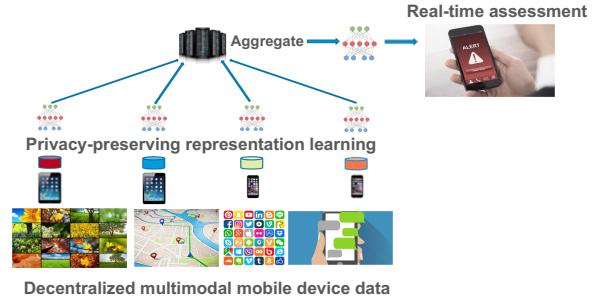 Real-time assessment
Aggregate
ALERT
Privacy-preserving representation learning
Decentralized multimodal mobile device data